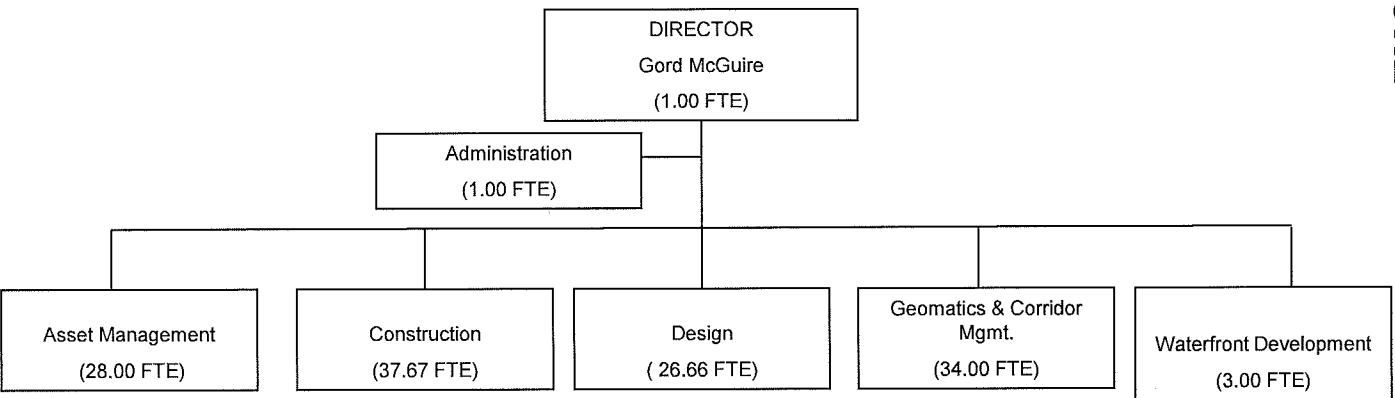 DIRECTOR
Gord McGuire
(1.00 FTE)
Administration
(1.00 FTE)
Asset Management
(28.00 FTE)
Construction
(37.67 FTE)
Design
( 26.66 FTE)
Geomatics & Corridor
Mgmt.
(34.00 FTE)
Waterfront Development
(3.00 FTE)